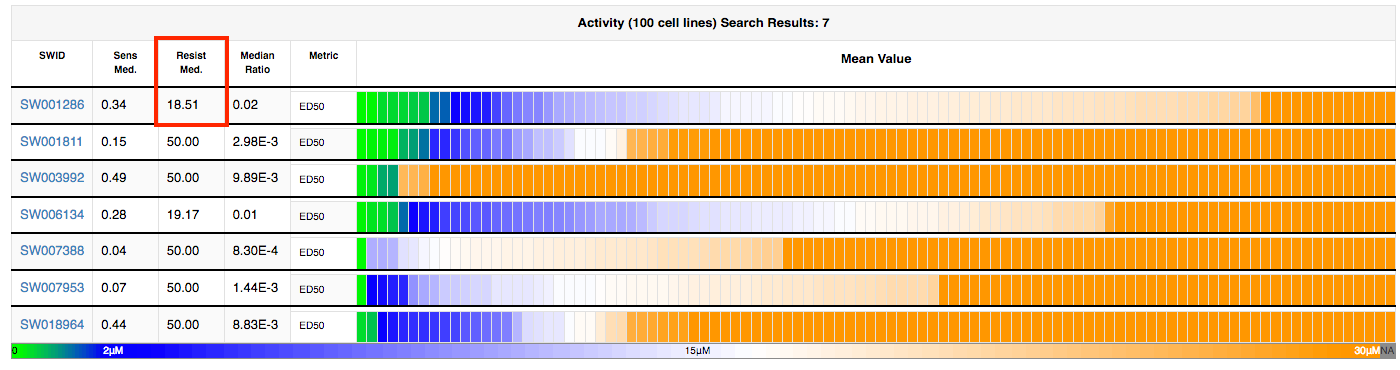 Activity (100 cell lines) Search Results: 7
SWID Sens Med. Resist Med. Median Ratio Metric Mean Value
SW001286 0.34 18.51 0.02 ED50
SW001811 0.15 50.00 2.98E-3 ED50
SW003992 0.49 50.00 9.89E-3 ED50
SW006134 0.28 19.17 0.01 ED50
SW007388 0.04 50.00 8.30E-4 ED50
SW007953 0.07 50.00 1.44E-3 ED50
SW018964 0.44 50.00 8.83E-3 ED50
0 2µM 15µM 30µM NA